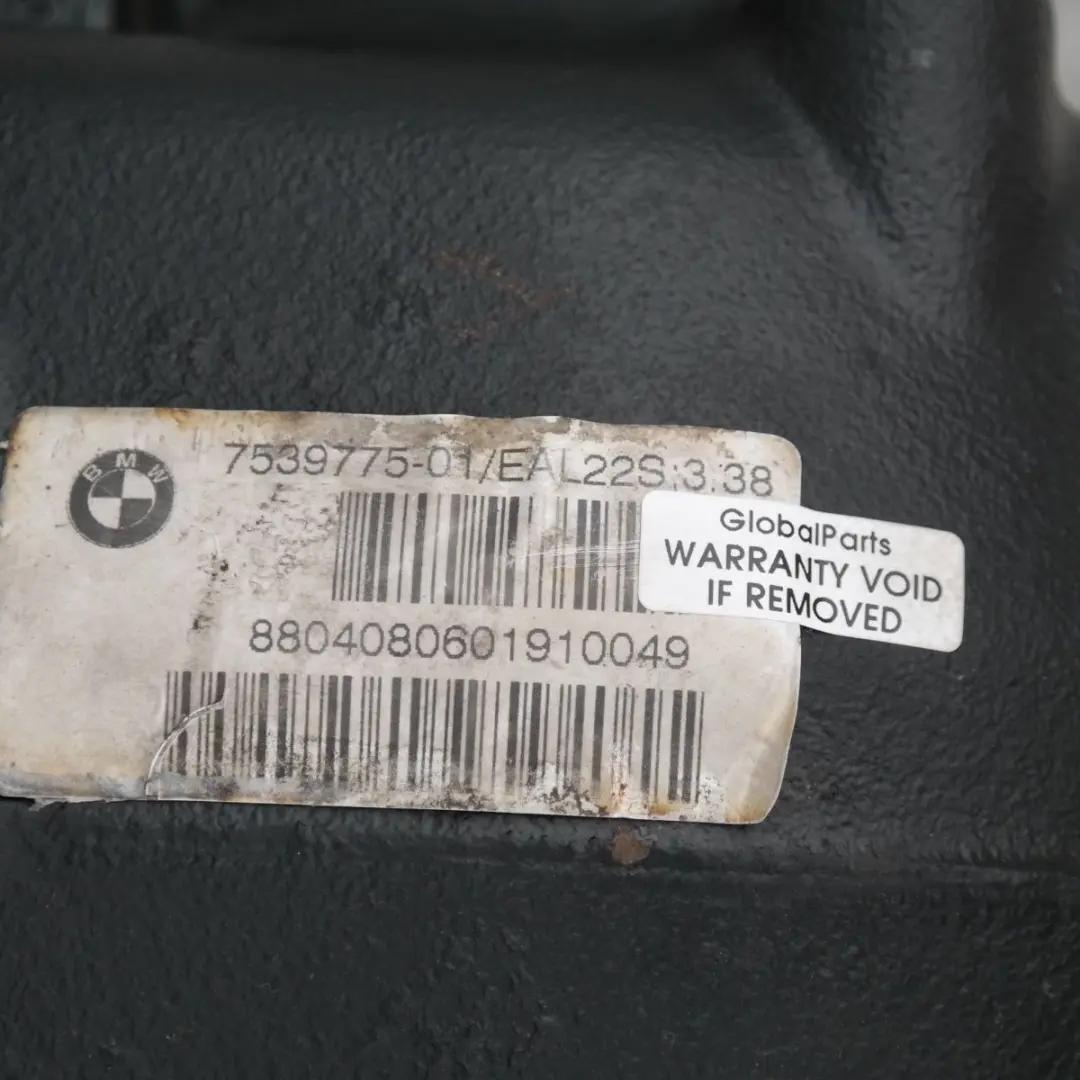 BMW
7539775-01/EAL22S;3.38
8804080601910049
GlobalParts
WARRANTY VOID
IF REMOVED